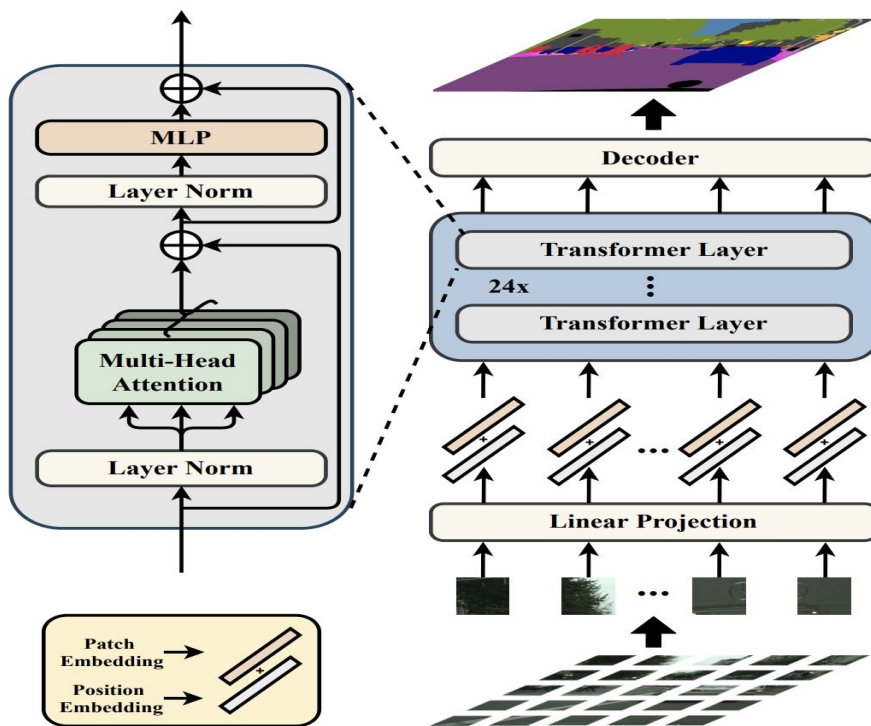 MLP
Layer Norm
Multi-Head
Attention
Layer Norm
Patch
Embedding
Position
Embedding
+
Decoder
Transformer Layer
24x
Transformer Layer
+ + ... + +
Linear Projection
...